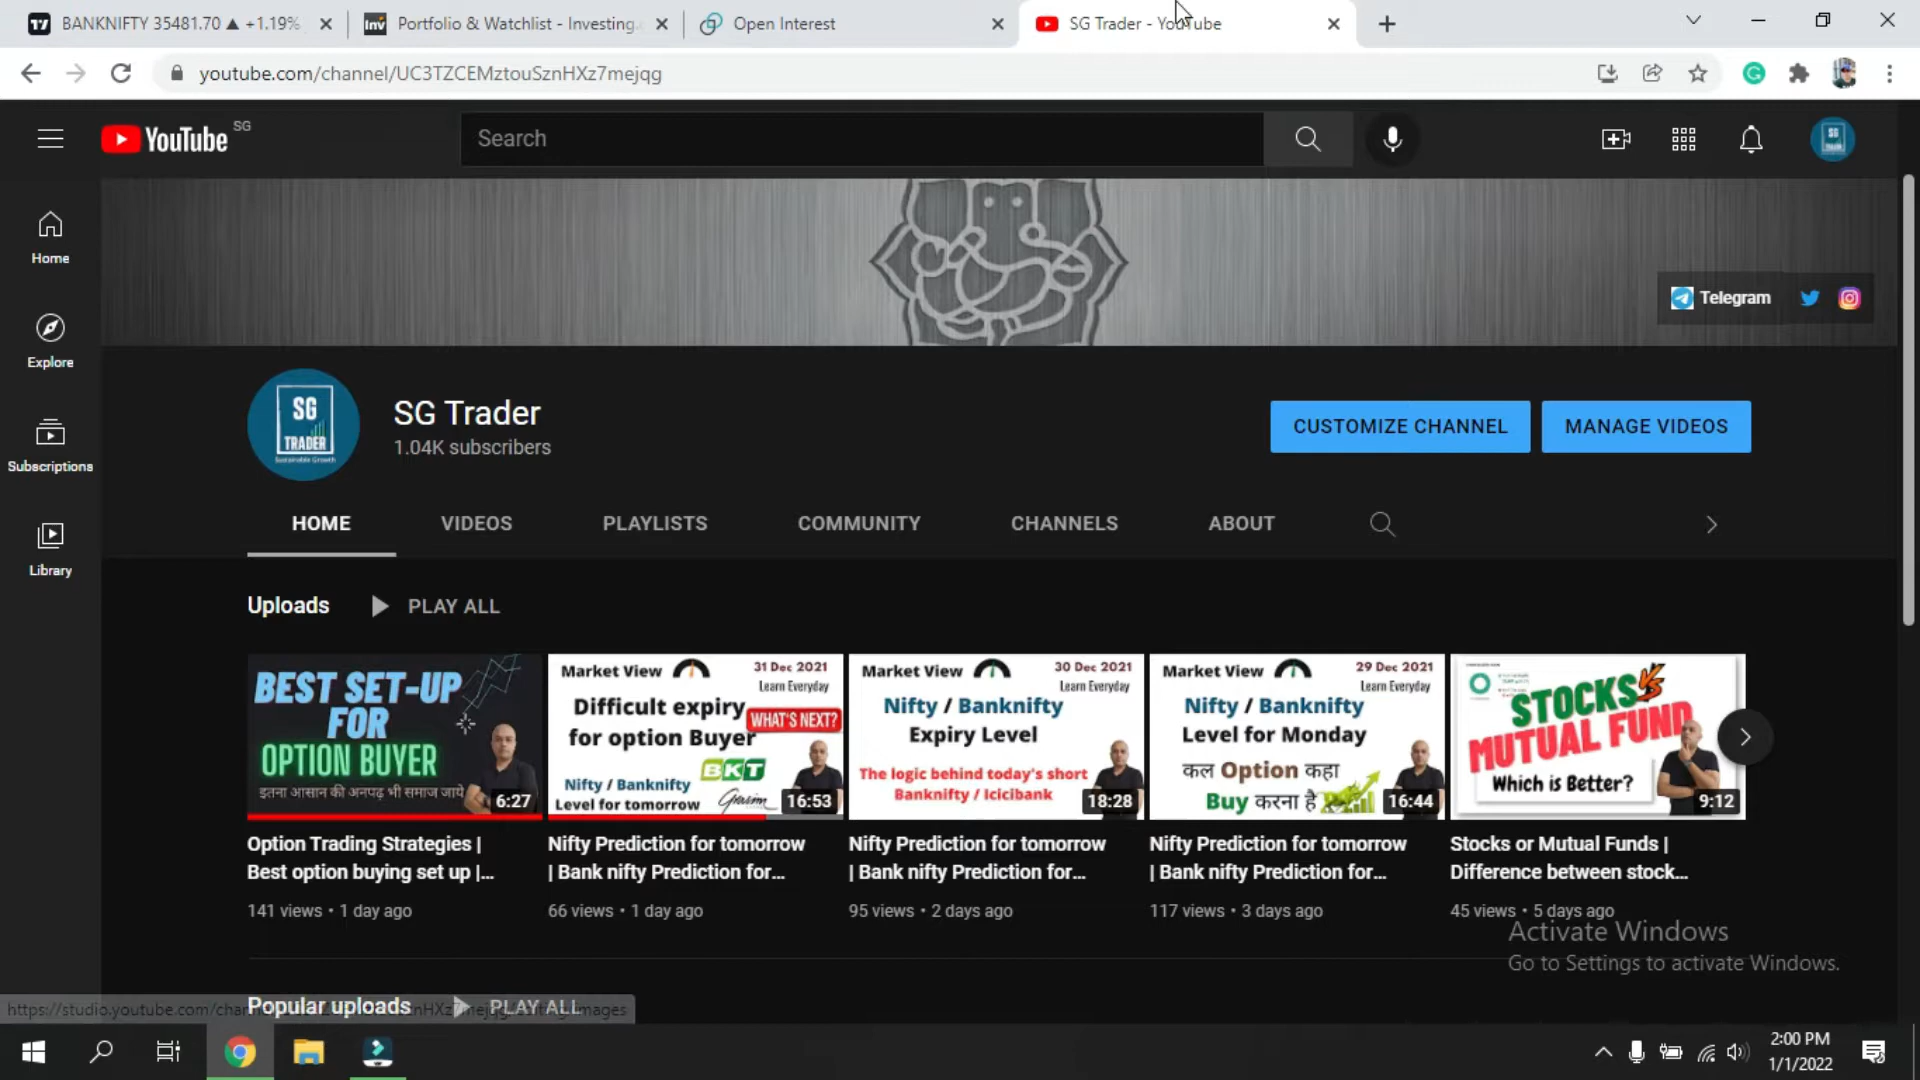 BANKNIFTY 35481.70 ▲ +1.19%
Portfolio & Watchlist - Investing.
Open Interest
SG Trader - YouTube
youtube.com/channel/UC3TZCEMztouSznHXz7mejqg
YouTube SG
Search
Home
Explore
Subscriptions
Library
Telegram
SG
TRADER
Sustainable Growth
SG Trader
1.04K subscribers
CUSTOMIZE CHANNEL
MANAGE VIDEOS
HOME
VIDEOS
PLAYLISTS
COMMUNITY
CHANNELS
ABOUT
Uploads
PLAY ALL
BEST SET-UP
FOR
OPTION BUYER
इतना आसान की अनपढ़ भी समाज जाये
6:27
Option Trading Strategies |
Best option buying set up |...
141 views • 1 day ago
Market View
31 Dec 2021
Learn Everyday
Difficult expiry
for option Buyer
WHAT'S NEXT?
BKT
Nifty / Banknifty
Level for tomorrow
Grasim
16:53
Nifty Prediction for tomorrow
| Bank nifty Prediction for...
66 views • 1 day ago
Market View
30 Dec 2021
Learn Everyday
Nifty / Banknifty
Expiry Level
The logic behind today's short
Banknifty / Icicibank
18:28
Nifty Prediction for tomorrow
| Bank nifty Prediction for...
95 views • 2 days ago
Market View
29 Dec 2021
Learn Everyday
Nifty / Banknifty
Level for Monday
कल Option कहा
Buy करना है
16:44
Nifty Prediction for tomorrow
| Bank nifty Prediction for...
117 views • 3 days ago
STOCKS VS
MUTUAL FUND
Which is Better?
9:12
Stocks or Mutual Funds |
Difference between stock...
45 views • 5 days ago
Activate Windows
Go to Settings to activate Windows.
Popular uploads
PLAY ALL
2:00 PM
1/1/2022